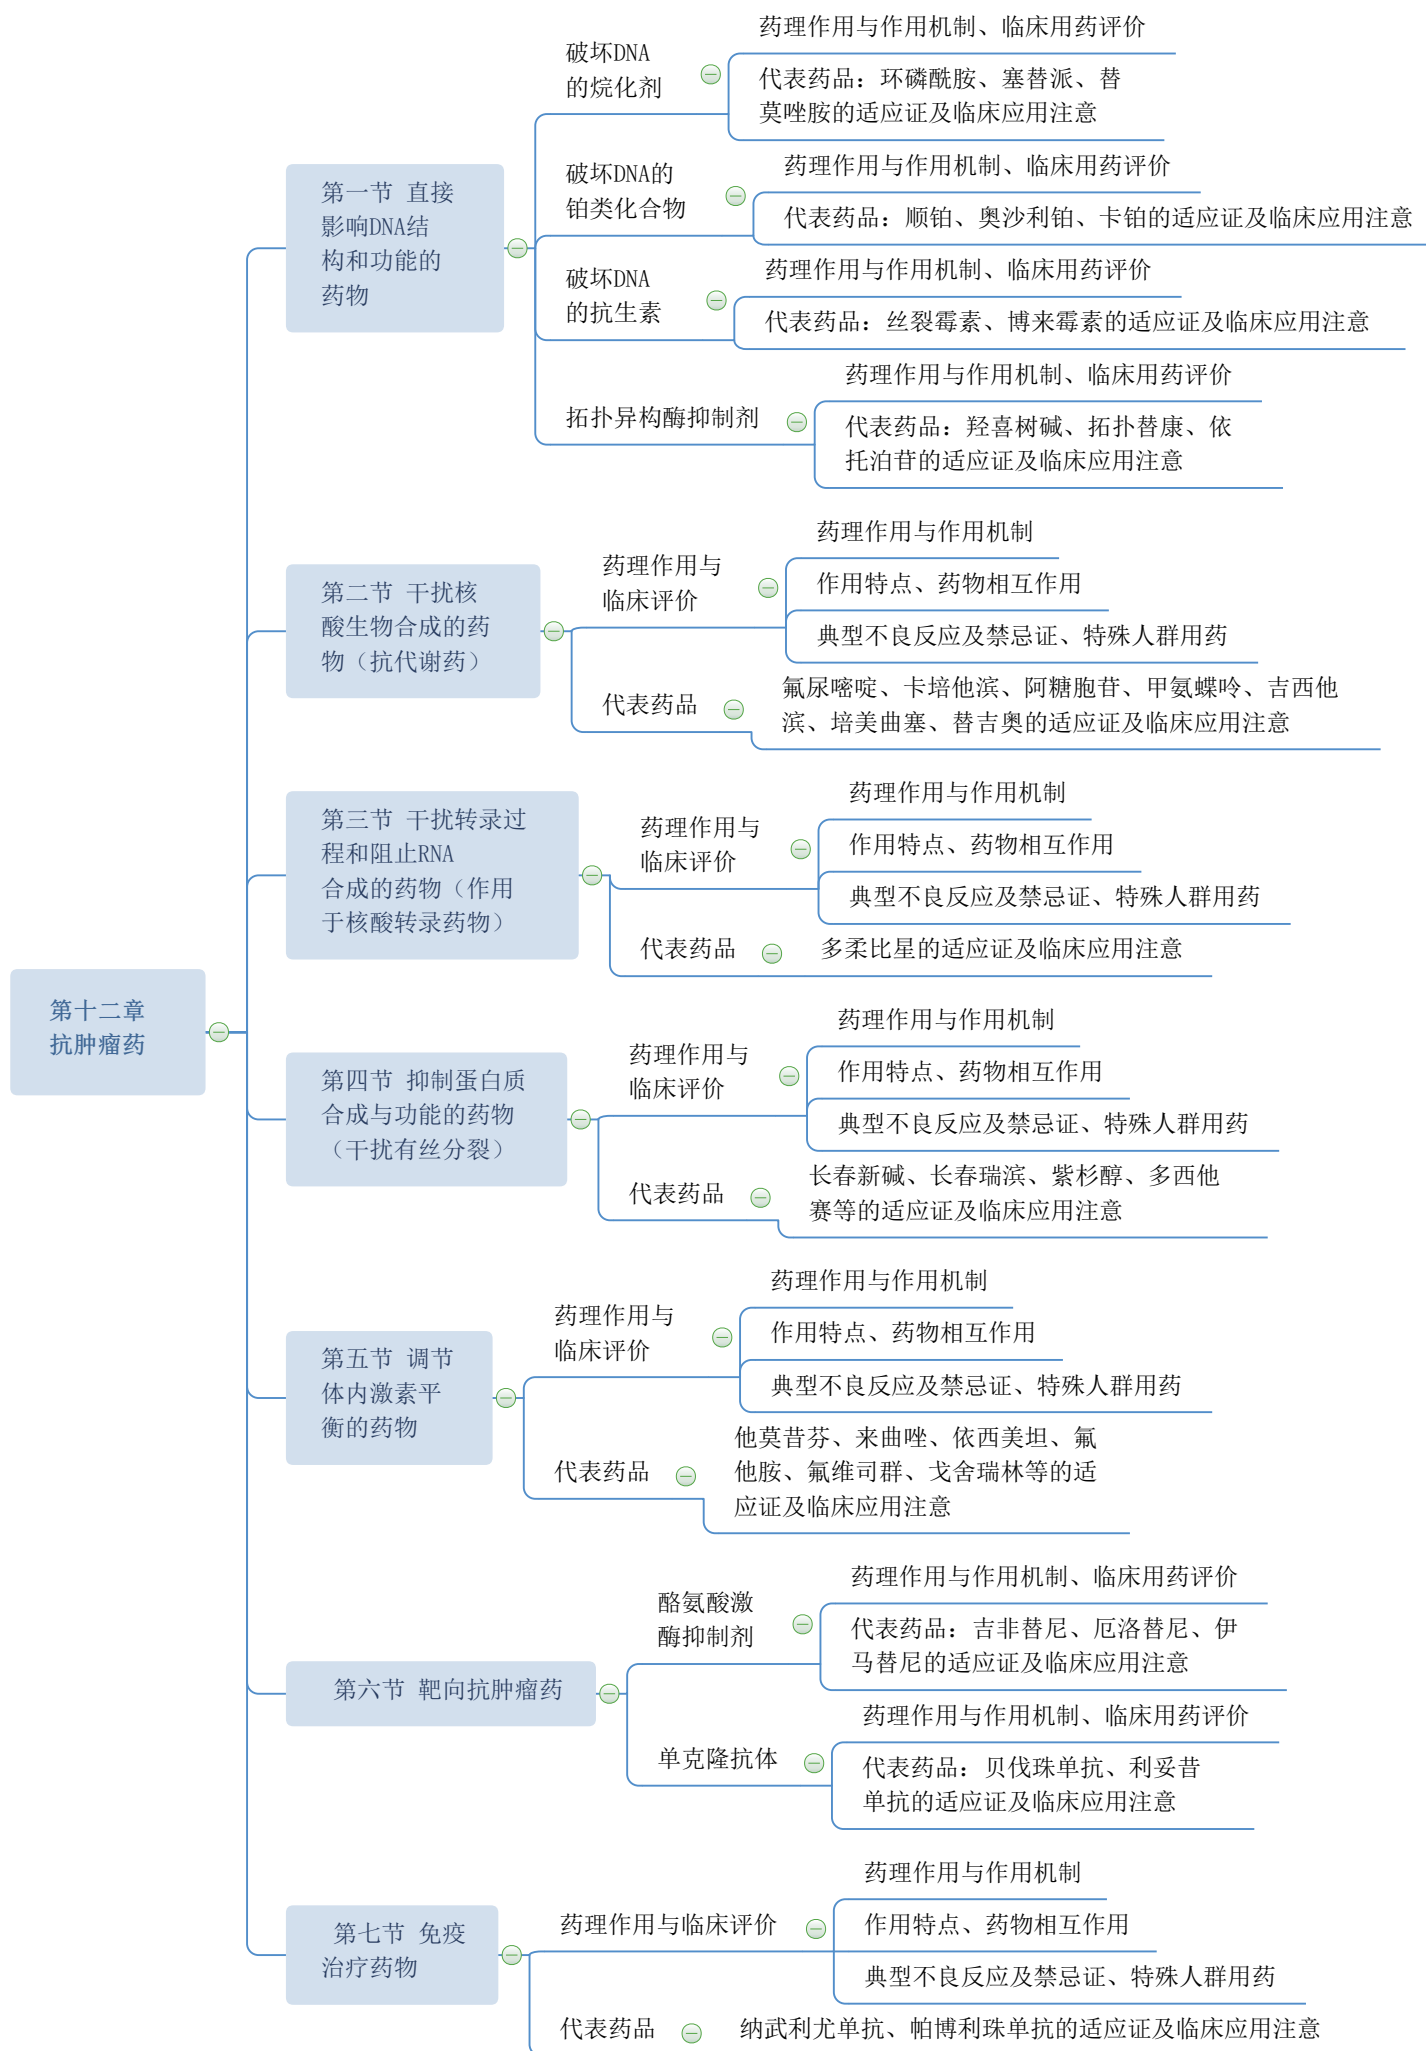 第十二章
抗肿瘤药
第一节 直接
影响DNA结
构和功能的
药物
破坏DNA
的烷化剂
药理作用与作用机制、临床用药评价
代表药品：环磷酰胺、塞替派、替
莫唑胺的适应证及临床应用注意
破坏DNA的
铂类化合物
药理作用与作用机制、临床用药评价
代表药品：顺铂、奥沙利铂、卡铂的适应证及临床应用注意
破坏DNA
的抗生素
药理作用与作用机制、临床用药评价
代表药品：丝裂霉素、博来霉素的适应证及临床应用注意
拓扑异构酶抑制剂
药理作用与作用机制、临床用药评价
代表药品：羟喜树碱、拓扑替康、依
托泊苷的适应证及临床应用注意
第二节 干扰核
酸生物合成的药
物（抗代谢药）
药理作用与
临床评价
药理作用与作用机制
作用特点、药物相互作用
典型不良反应及禁忌证、特殊人群用药
代表药品
氟尿嘧啶、卡培他滨、阿糖胞苷、甲氨蝶呤、吉西他
滨、培美曲塞、替吉奥的适应证及临床应用注意
第三节 干扰转录过
程和阻止RNA
合成的药物（作用
于核酸转录药物）
药理作用与
临床评价
药理作用与作用机制
作用特点、药物相互作用
典型不良反应及禁忌证、特殊人群用药
代表药品
多柔比星的适应证及临床应用注意
第四节 抑制蛋白质
合成与功能的药物
（干扰有丝分裂）
药理作用与
临床评价
药理作用与作用机制
作用特点、药物相互作用
典型不良反应及禁忌证、特殊人群用药
代表药品
长春新碱、长春瑞滨、紫杉醇、多西他
赛等的适应证及临床应用注意
第五节 调节
体内激素平
衡的药物
药理作用与
临床评价
药理作用与作用机制
作用特点、药物相互作用
典型不良反应及禁忌证、特殊人群用药
代表药品
他莫昔芬、来曲唑、依西美坦、氟
他胺、氟维司群、戈舍瑞林等的适
应证及临床应用注意
第六节 靶向抗肿瘤药
酪氨酸激
酶抑制剂
药理作用与作用机制、临床用药评价
代表药品：吉非替尼、厄洛替尼、伊
马替尼的适应证及临床应用注意
单克隆抗体
药理作用与作用机制、临床用药评价
代表药品：贝伐珠单抗、利妥昔
单抗的适应证及临床应用注意
第七节 免疫
治疗药物
药理作用与临床评价
药理作用与作用机制
作用特点、药物相互作用
典型不良反应及禁忌证、特殊人群用药
代表药品
纳武利尤单抗、帕博利珠单抗的适应证及临床应用注意